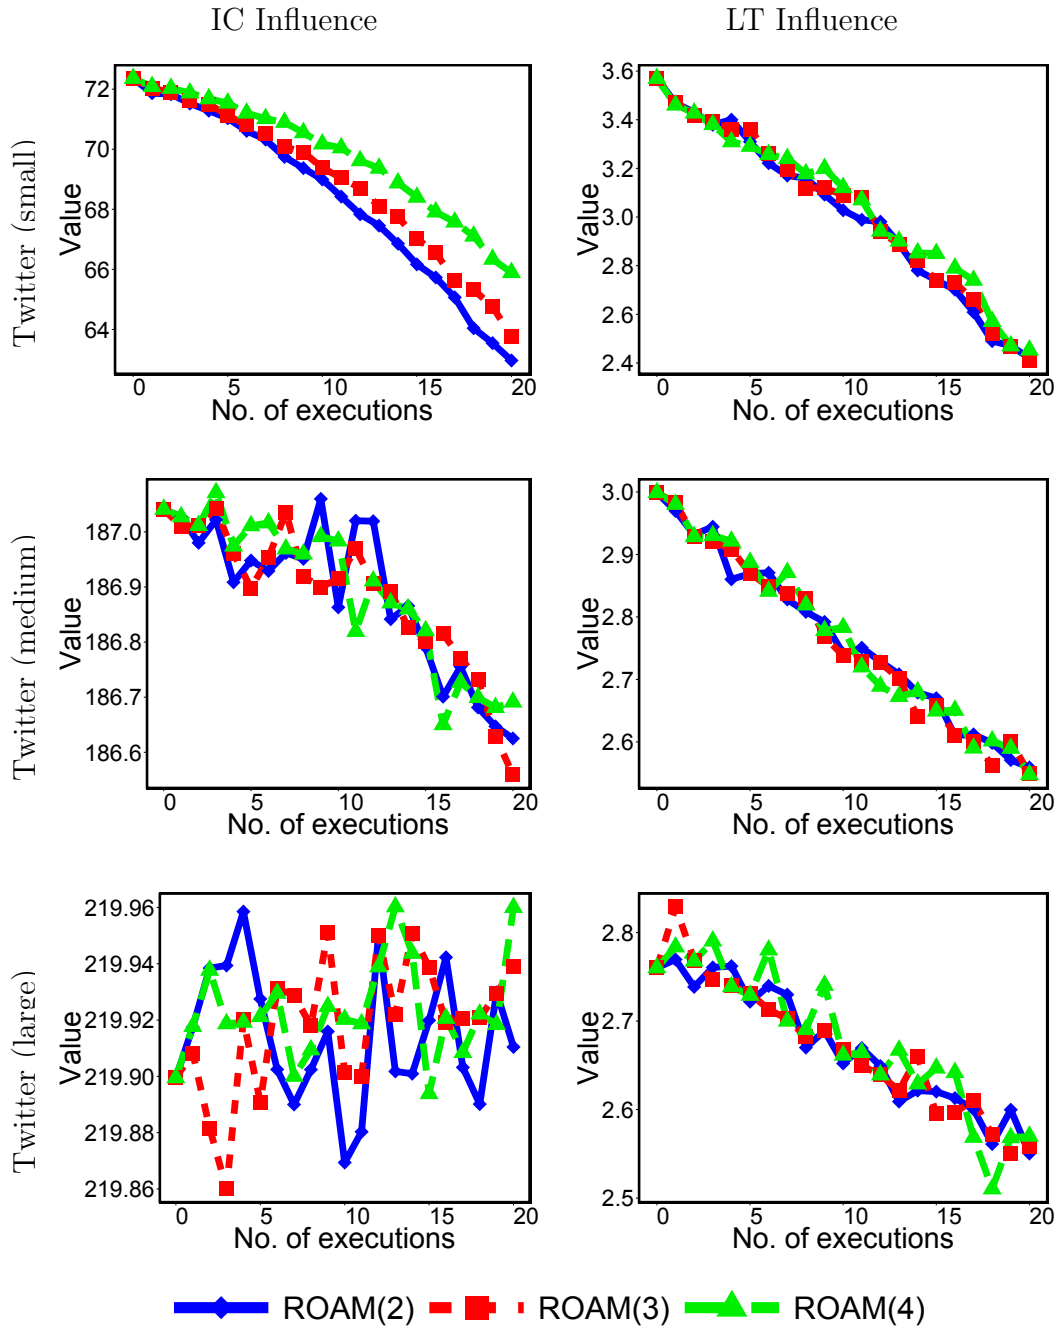 IC Influence
LT Influence
Twitter (small)
Value
72
70
68
66
64
0 5 10 15 20
No. of executions
Value
3.6
3.4
3.2
3.0
2.8
2.6
2.4
0 5 10 15 20
No. of executions
Twitter (medium)
Value
187.0
186.9
186.8
186.7
186.6
0 5 10 15 20
No. of executions
Value
3.0
2.9
2.8
2.7
2.6
0 5 10 15 20
No. of executions
Twitter (large)
Value
219.96
219.94
219.92
219.90
219.88
219.86
0 5 10 15 20
No. of executions
Value
2.8
2.7
2.6
2.5
0 5 10 15 20
No. of executions
ROAM(2) ROAM(3) ROAM(4)